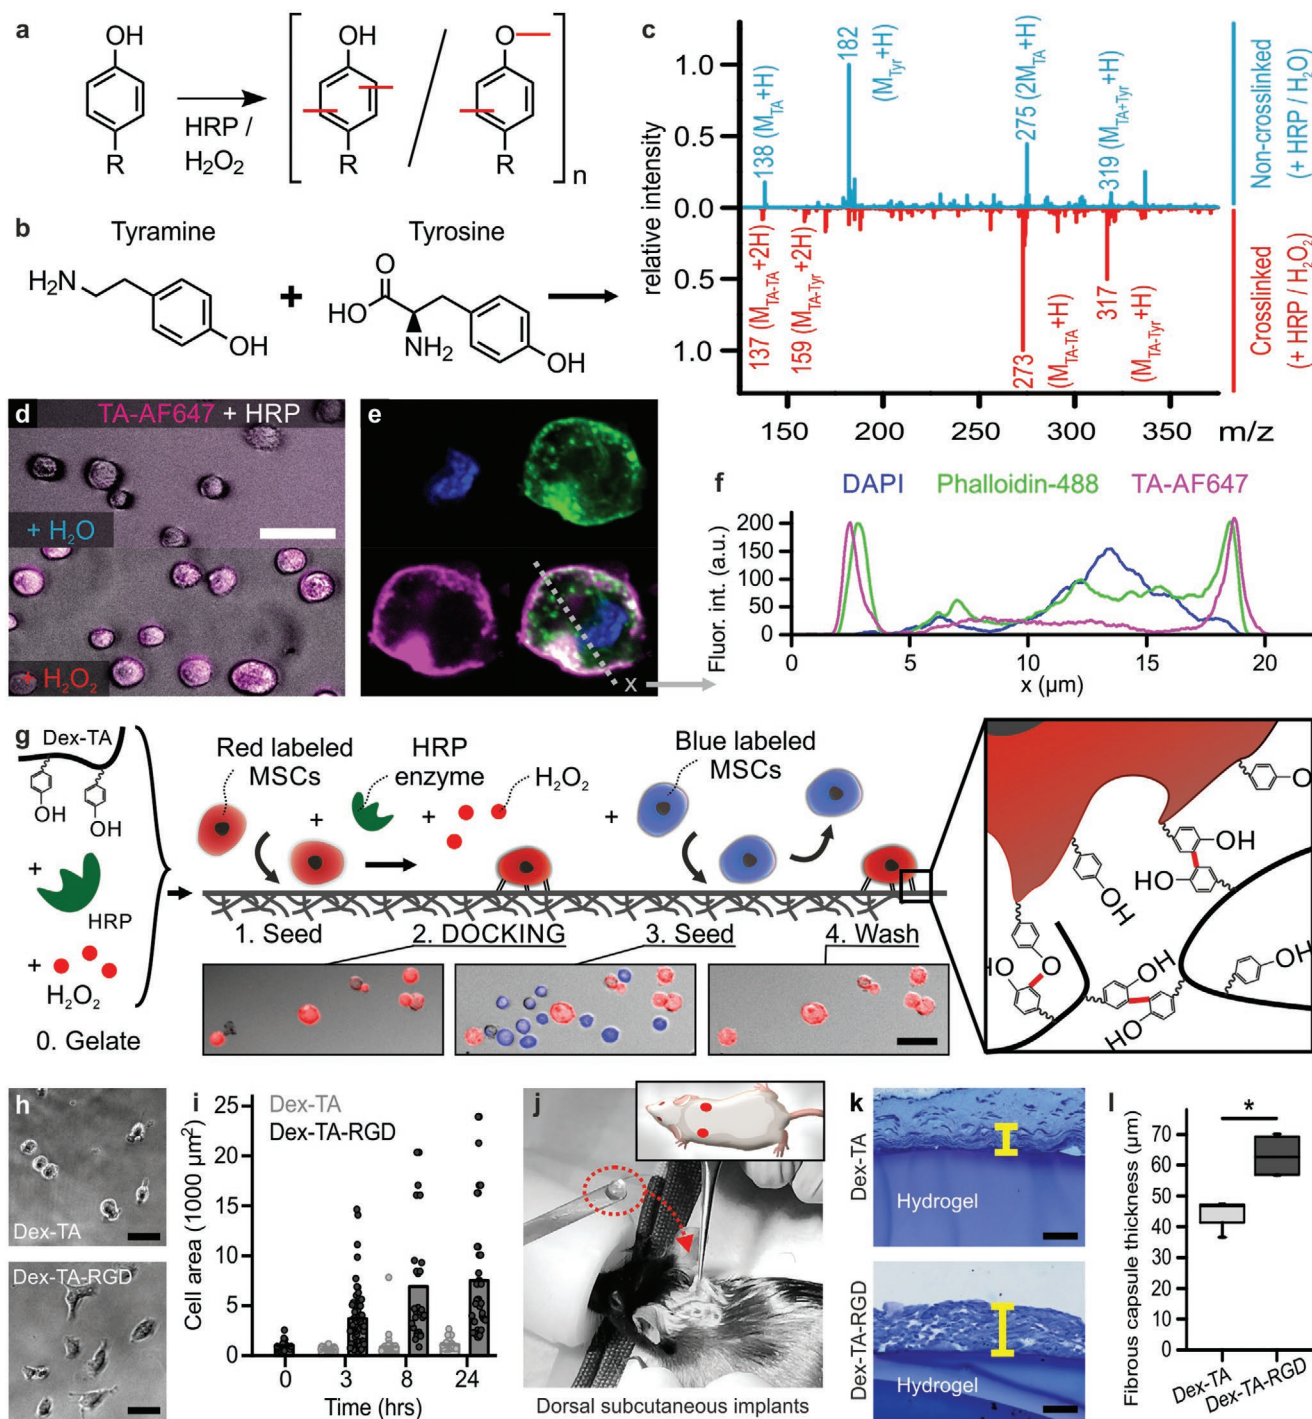 a
OH
R
HRP /
H₂O₂
OH
R
O
R
n
b
Tyramine
H₂N
OH
+
Tyrosine
O
HO
NH₂
OH
c
relative intensity
1.0
0.5
0.0
0.5
1.0
138 (M_TA+H)
182
(M_Tyr+H)
275 (2M_TA+H)
319 (M_TA+Tyr+H)
137 (M_TA-TA+2H)
159 (M_TA-Tyr+2H)
273
(M_TA-TA+H)
317
(M_TA-Tyr+H)
Non-crosslinked
(+ HRP / H₂O)
Crosslinked
(+ HRP / H₂O₂)
150 200 250 300 350 m/z
d
TA-AF647 + HRP
+ H₂O
+ H₂O₂
e
x
f
DAPI Phalloidin-488 TA-AF647
Fluor. int. (a.u.)
200
150
100
50
0
0 5 10 15 20
x (µm)
g
Dex-TA
OH
OH
+
HRP
+
H₂O₂
0. Gelate
Red labeled
MSCs
+
HRP
enzyme
+
H₂O₂
+
Blue labeled
MSCs
1. Seed
2. DOCKING
3. Seed
4. Wash
O
OH
HO
OH
O
HO
OH
HO
OH
h
Dex-TA
Dex-TA-RGD
i
Dex-TA
Dex-TA-RGD
Cell area (1000 µm²)
25
20
15
10
5
0
0 3 8 24
Time (hrs)
j
Dorsal subcutaneous implants
k
Dex-TA
Hydrogel
Dex-TA-RGD
Hydrogel
l
*
Fibrous capsule thickness (µm)
70
60
50
40
30
20
10
0
Dex-TA
Dex-TA-RGD